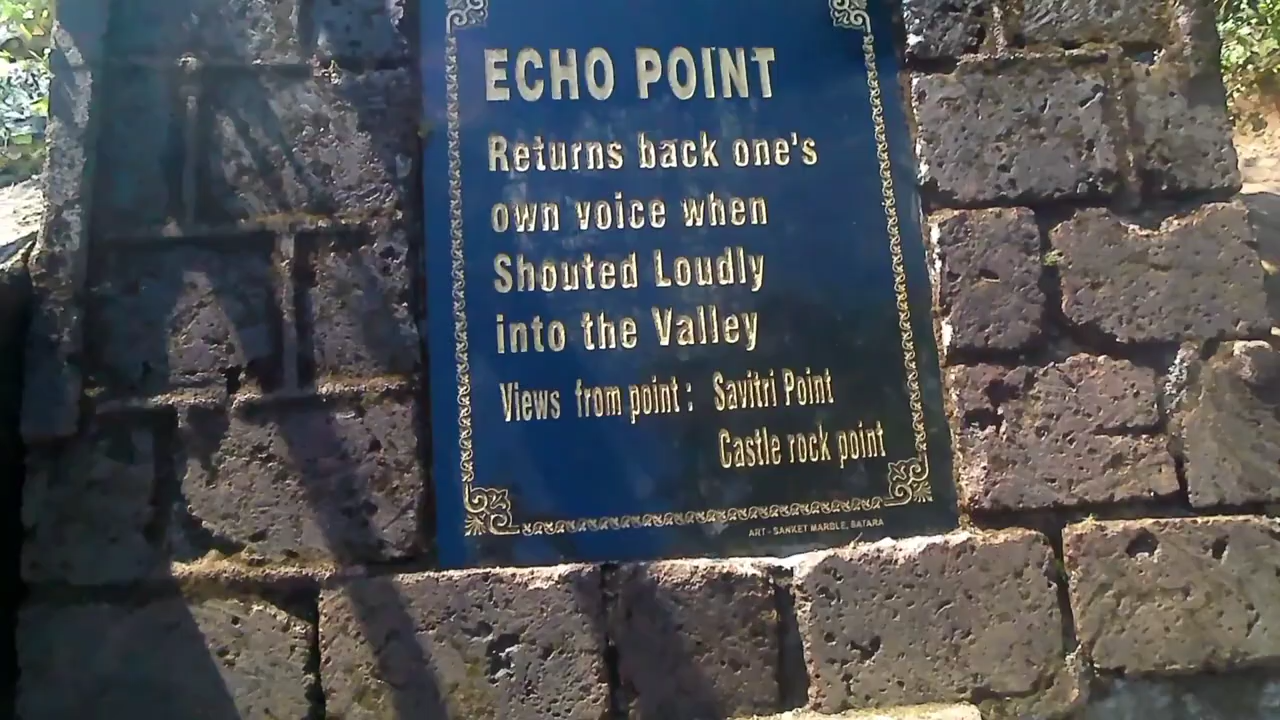 ECHO POINT
Returns back one's
own voice when
Shouted Loudly
into the Valley
Views from point : Savitri Point
Castle rock point
ART - SANKET MARBLE, SATARA